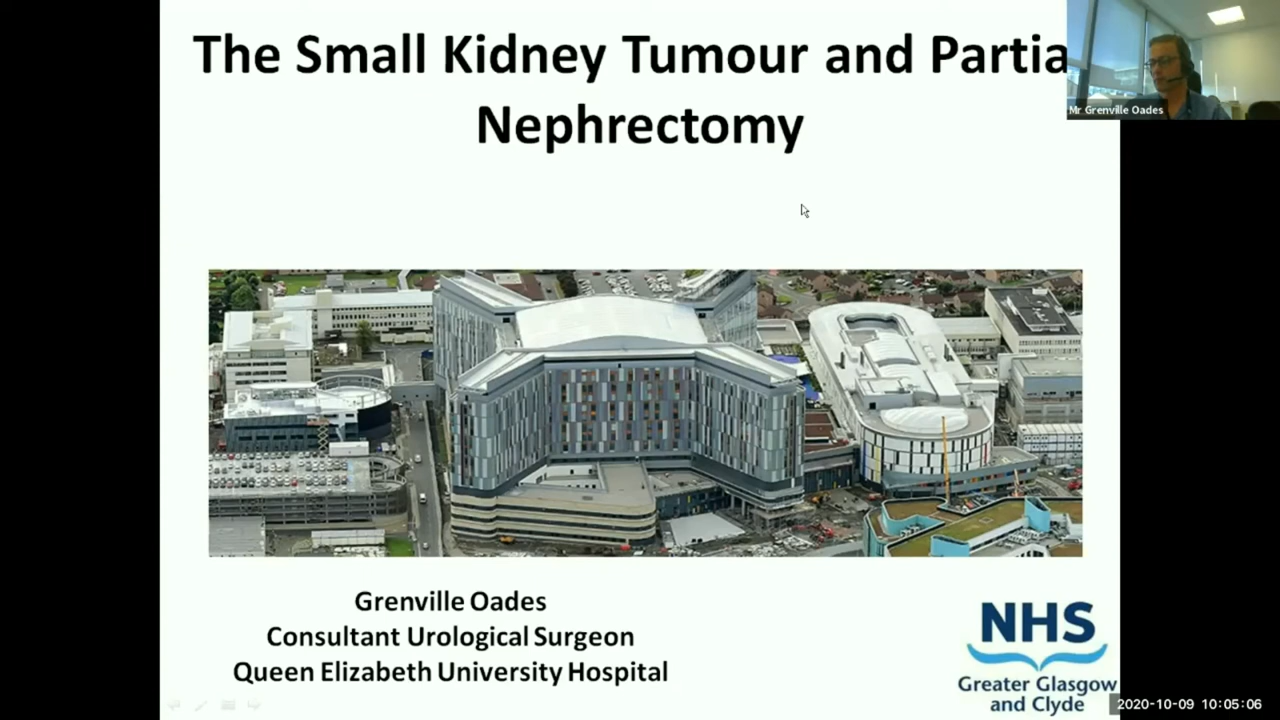 The Small Kidney Tumour and Partia
Nephrectomy
Mr Grenville Oades
Grenville Oades
Consultant Urological Surgeon
Queen Elizabeth University Hospital
NHS
Greater Glasgow
and Clyde
2020-10-09 10:05:06